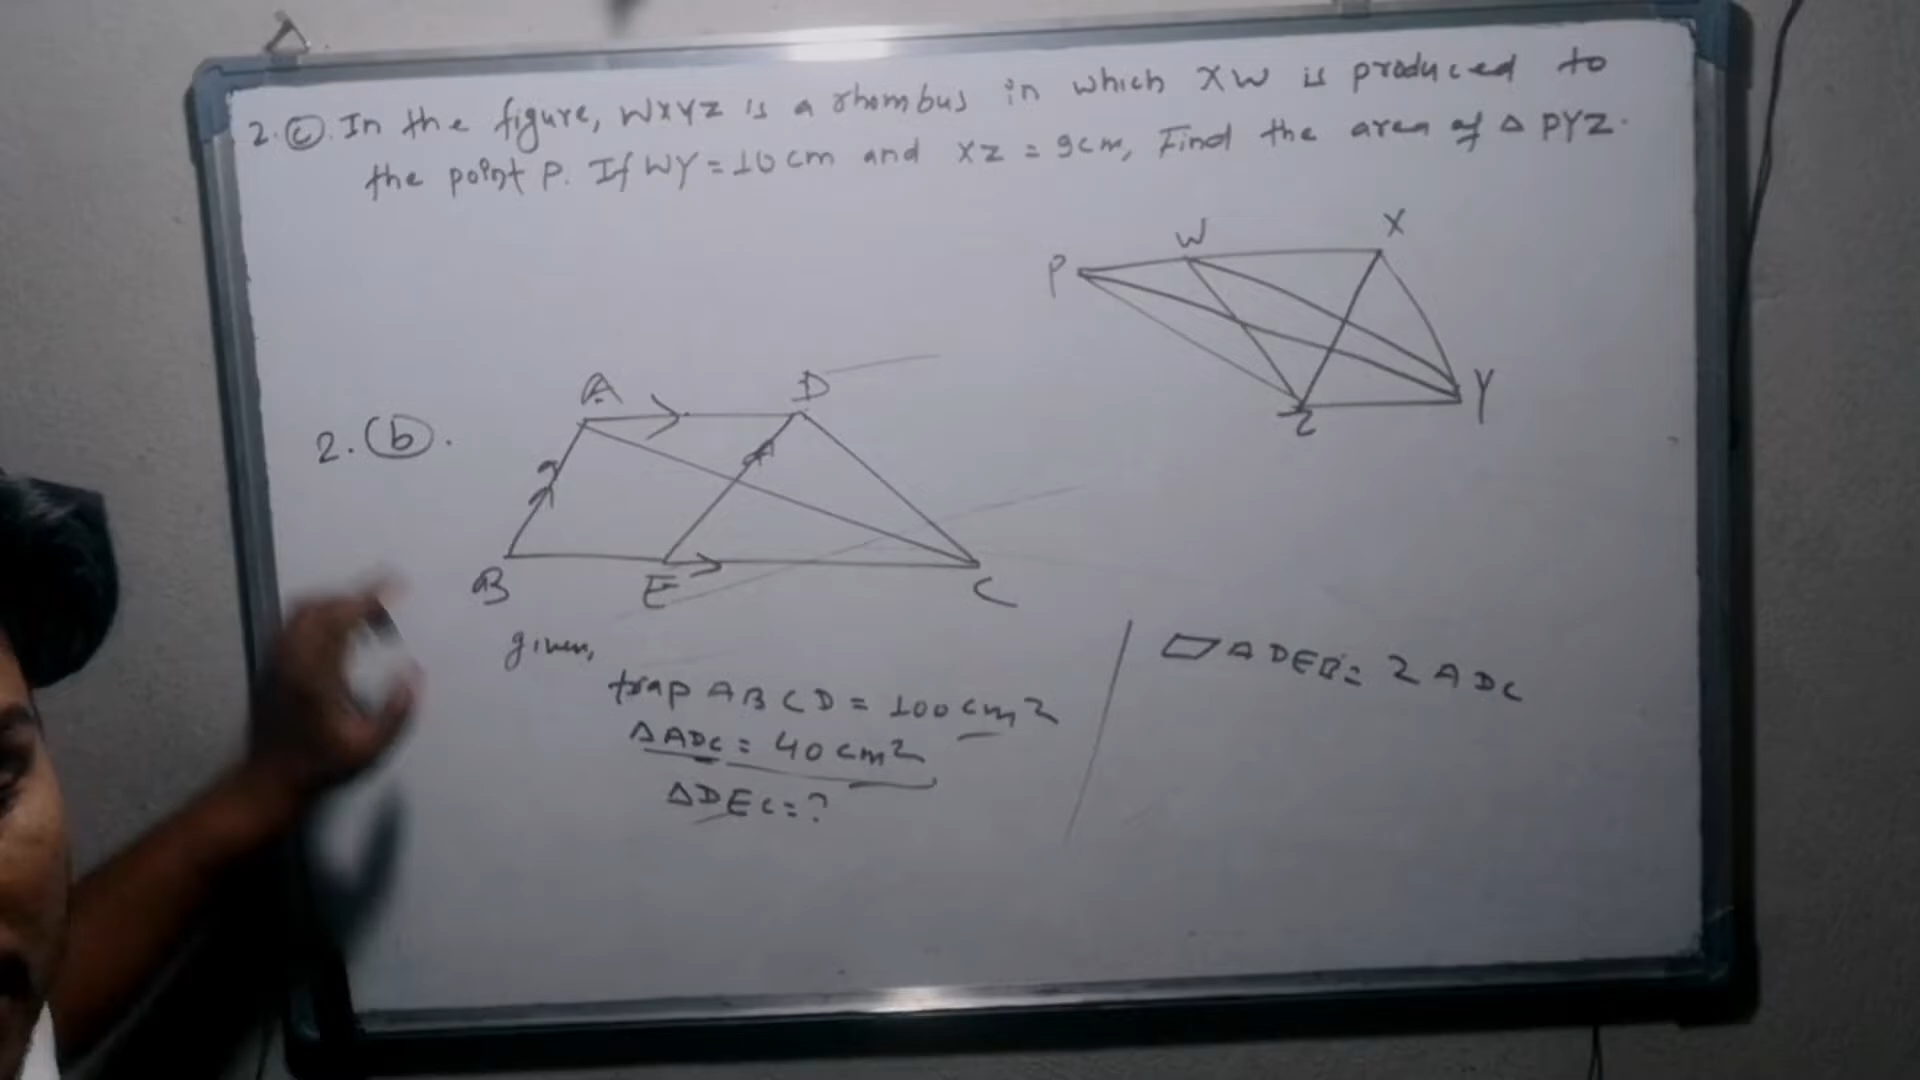 2. (c). In the figure, WXYZ is a rhombus in which XW is produced to
the point P. If WY = 10 cm and XZ = 9cm, Find the area of △ PYZ.
W X
P
Z Y
2. (b).
A D
B E C
given,
trap ABCD = 100 cm2
△ADC = 40 cm2
△DEC = ?
▱ ADEB = 2 ADC